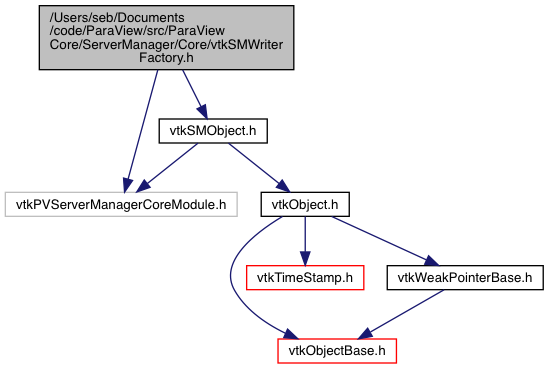 /Users/seb/Documents
/code/ParaView/src/ParaView
Core/ServerManager/Core/vtkSMWriter
Factory.h
vtkSMObject.h
vtkPVServerManagerCoreModule.h
vtkObject.h
vtkTimeStamp.h
vtkWeakPointerBase.h
vtkObjectBase.h